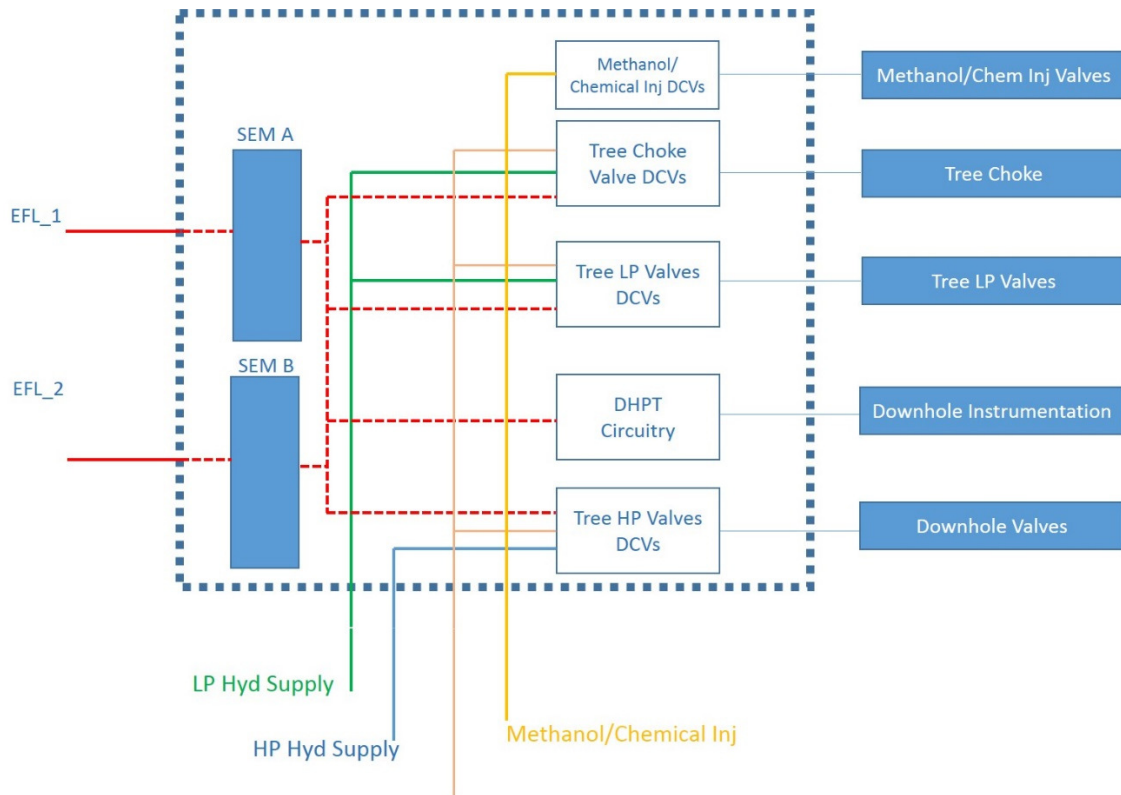 Methanol/
Chemical Inj DCVs
Methanol/Chem Inj Valves
SEM A
Tree Choke
Valve DCVs
Tree Choke
EFL_1
Tree LP Valves
DCVs
Tree LP Valves
SEM B
EFL_2
DHPT
Circuitry
Downhole Instrumentation
Tree HP Valves
DCVs
Downhole Valves
LP Hyd Supply
HP Hyd Supply
Methanol/Chemical Inj